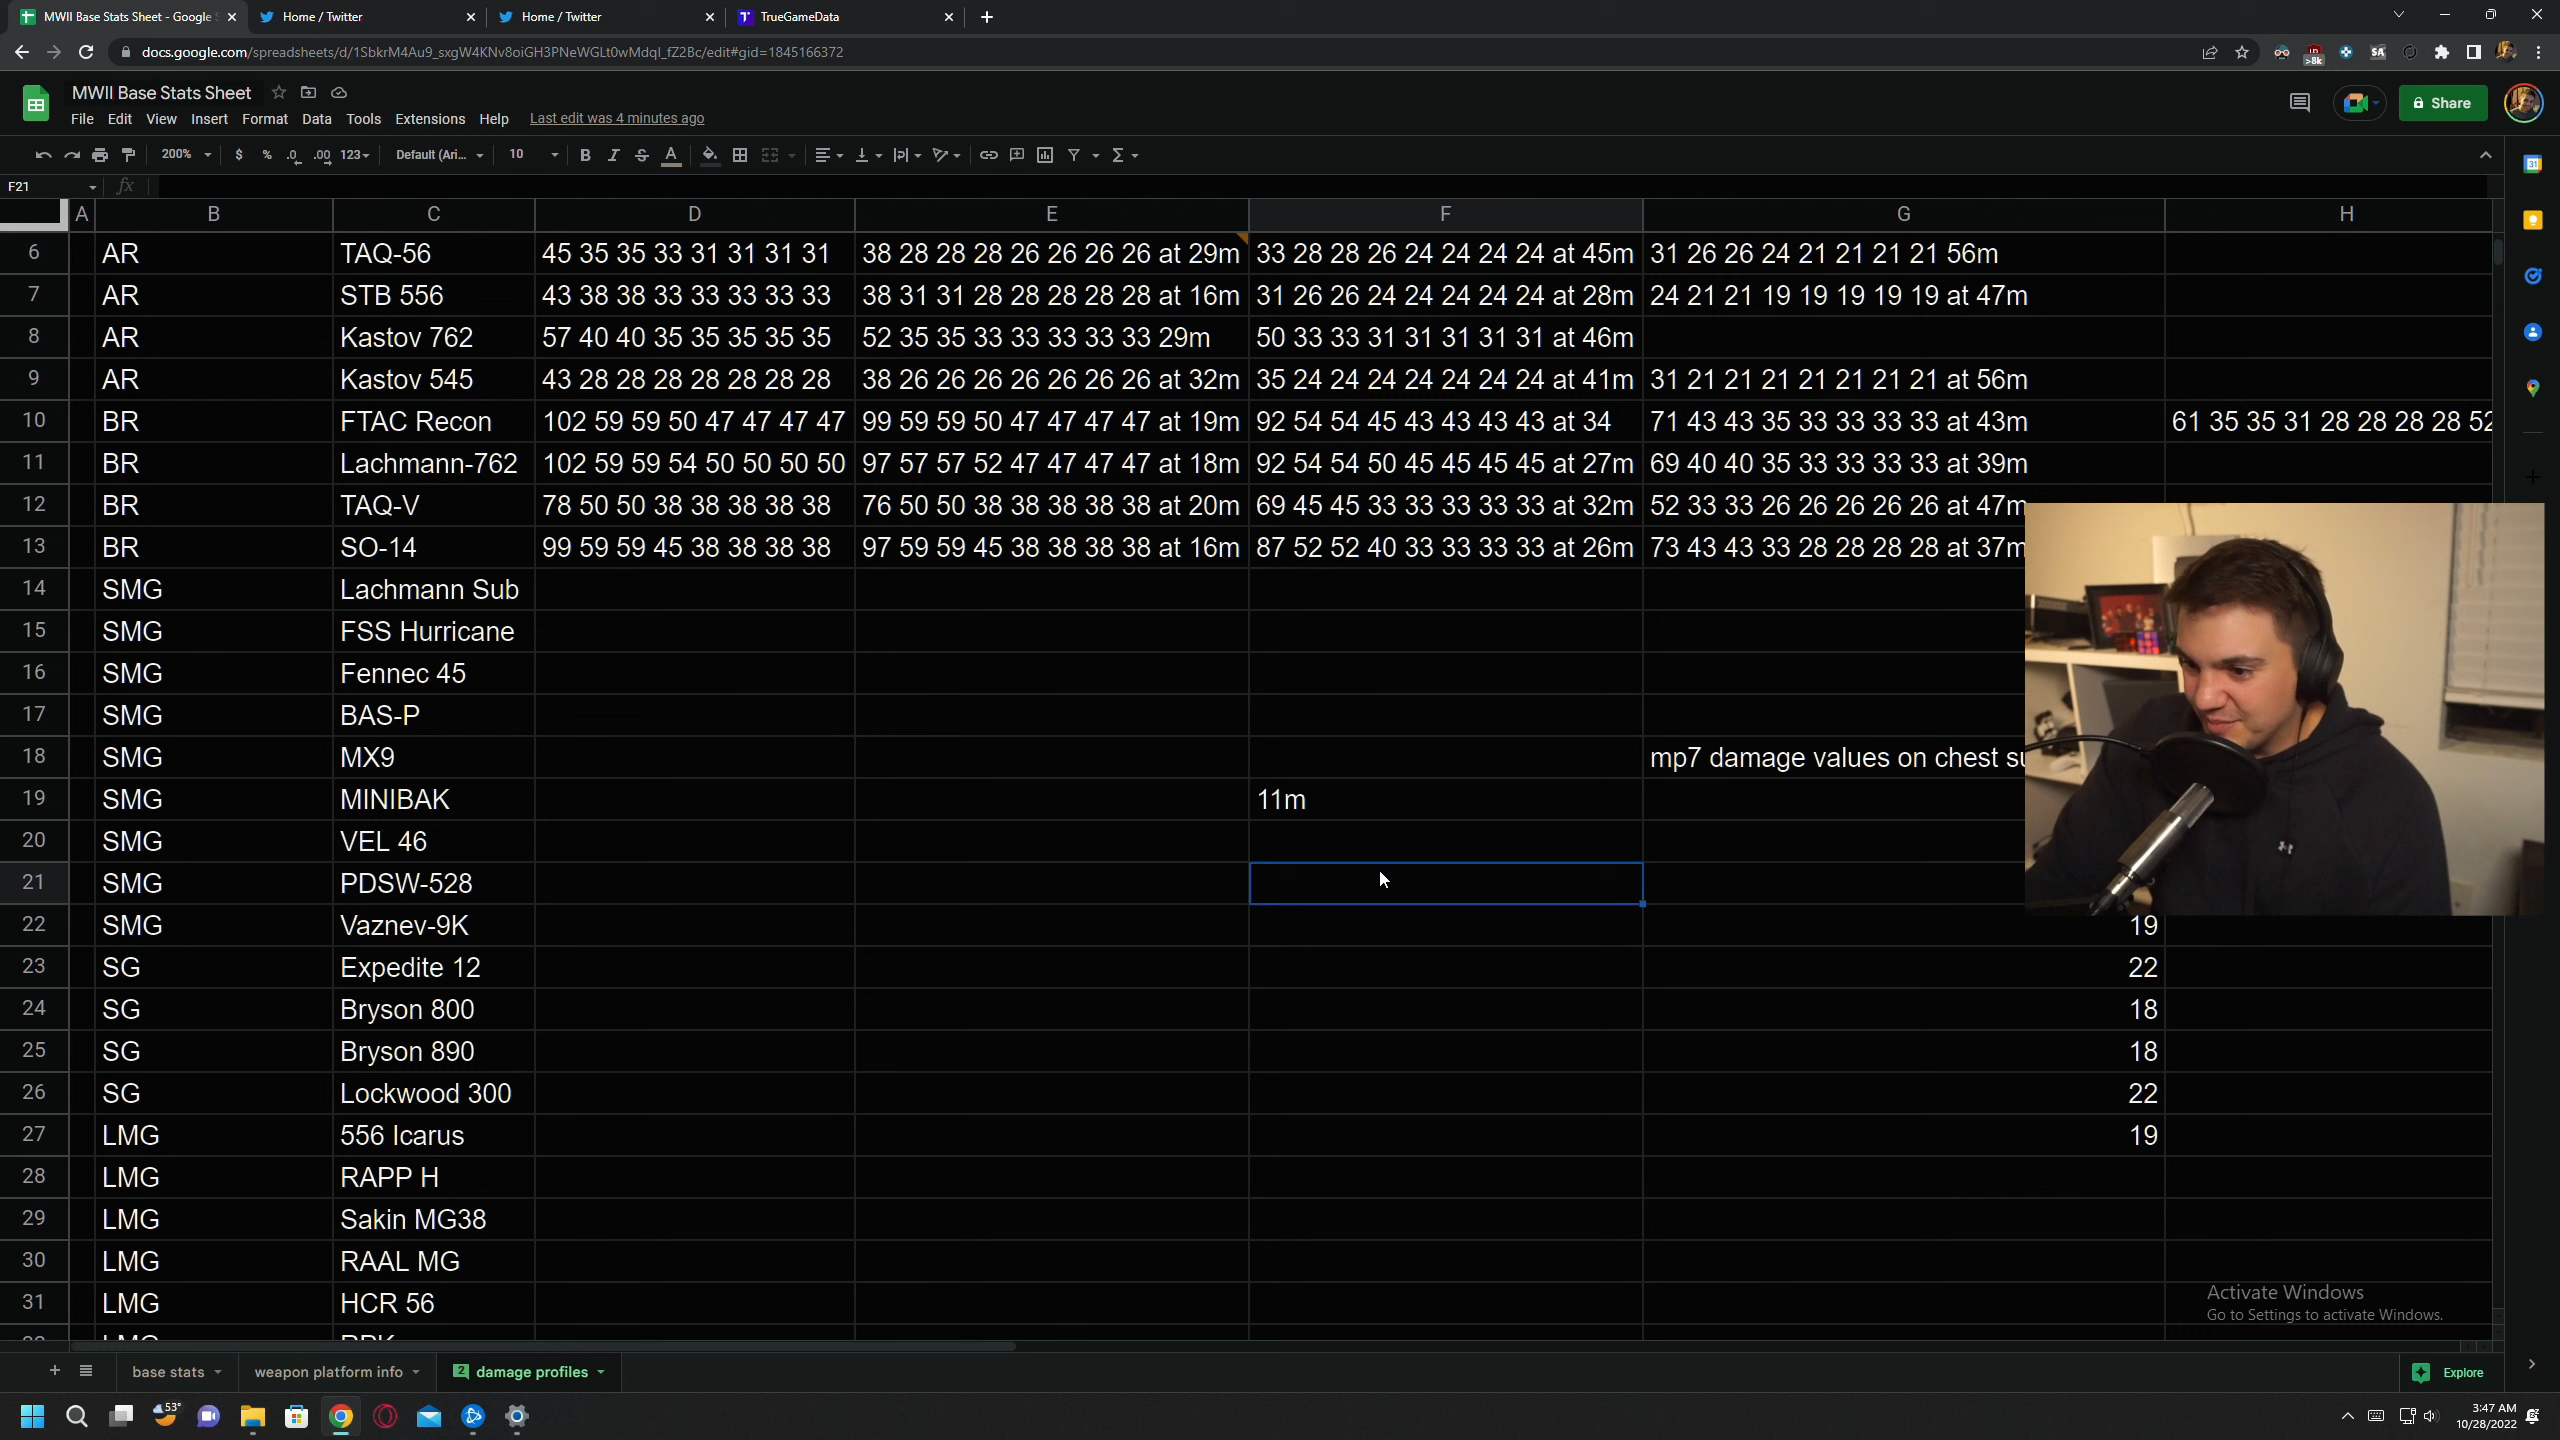 MWII Base Stats Sheet - Google S
Home / Twitter
Home / Twitter
TrueGameData
docs.google.com/spreadsheets/d/1SbkrM4Au9_sxgW4KNv8oiGH3PNeWGLt0wMdqI_fZ2Bc/edit#gid=1845166372
>8k
MWII Base Stats Sheet
File Edit View Insert Format Data Tools Extensions Help Last edit was 4 minutes ago
Share
200% $ % .0 .00 123 Default (Ari... 10 B I S A
F21 fx
A B C D E F G H
6 AR TAQ-56 45 35 35 33 31 31 31 31 38 28 28 28 26 26 26 26 at 29m 33 28 28 26 24 24 24 24 at 45m 31 26 26 24 21 21 21 21 56m
7 AR STB 556 43 38 38 33 33 33 33 33 38 31 31 28 28 28 28 28 at 16m 31 26 26 24 24 24 24 24 at 28m 24 21 21 19 19 19 19 19 at 47m
8 AR Kastov 762 57 40 40 35 35 35 35 35 52 35 35 33 33 33 33 33 29m 50 33 33 31 31 31 31 31 at 46m
9 AR Kastov 545 43 28 28 28 28 28 28 28 38 26 26 26 26 26 26 26 at 32m 35 24 24 24 24 24 24 24 at 41m 31 21 21 21 21 21 21 21 at 56m
10 BR FTAC Recon 102 59 59 50 47 47 47 47 99 59 59 50 47 47 47 47 at 19m 92 54 54 45 43 43 43 43 at 34 71 43 43 35 33 33 33 33 at 43m 61 35 35 31 28 28 28 28 52
11 BR Lachmann-762 102 59 59 54 50 50 50 50 97 57 57 52 47 47 47 47 at 18m 92 54 54 50 45 45 45 45 at 27m 69 40 40 35 33 33 33 33 at 39m
12 BR TAQ-V 78 50 50 38 38 38 38 38 76 50 50 38 38 38 38 38 at 20m 69 45 45 33 33 33 33 33 at 32m 52 33 33 26 26 26 26 26 at 47m
13 BR SO-14 99 59 59 45 38 38 38 38 97 59 59 45 38 38 38 38 at 16m 87 52 52 40 33 33 33 33 at 26m 73 43 43 33 28 28 28 28 at 37m
14 SMG Lachmann Sub
15 SMG FSS Hurricane
16 SMG Fennec 45
17 SMG BAS-P
18 SMG MX9 mp7 damage values on chest su
19 SMG MINIBAK 11m
20 SMG VEL 46
21 SMG PDSW-528
22 SMG Vaznev-9K 19
23 SG Expedite 12 22
24 SG Bryson 800 18
25 SG Bryson 890 18
26 SG Lockwood 300 22
27 LMG 556 Icarus 19
28 LMG RAPP H
29 LMG Sakin MG38
30 LMG RAAL MG
31 LMG HCR 56
Activate Windows
Go to Settings to activate Windows.
base stats weapon platform info 2 damage profiles Explore
53°
3:47 AM
10/28/2022